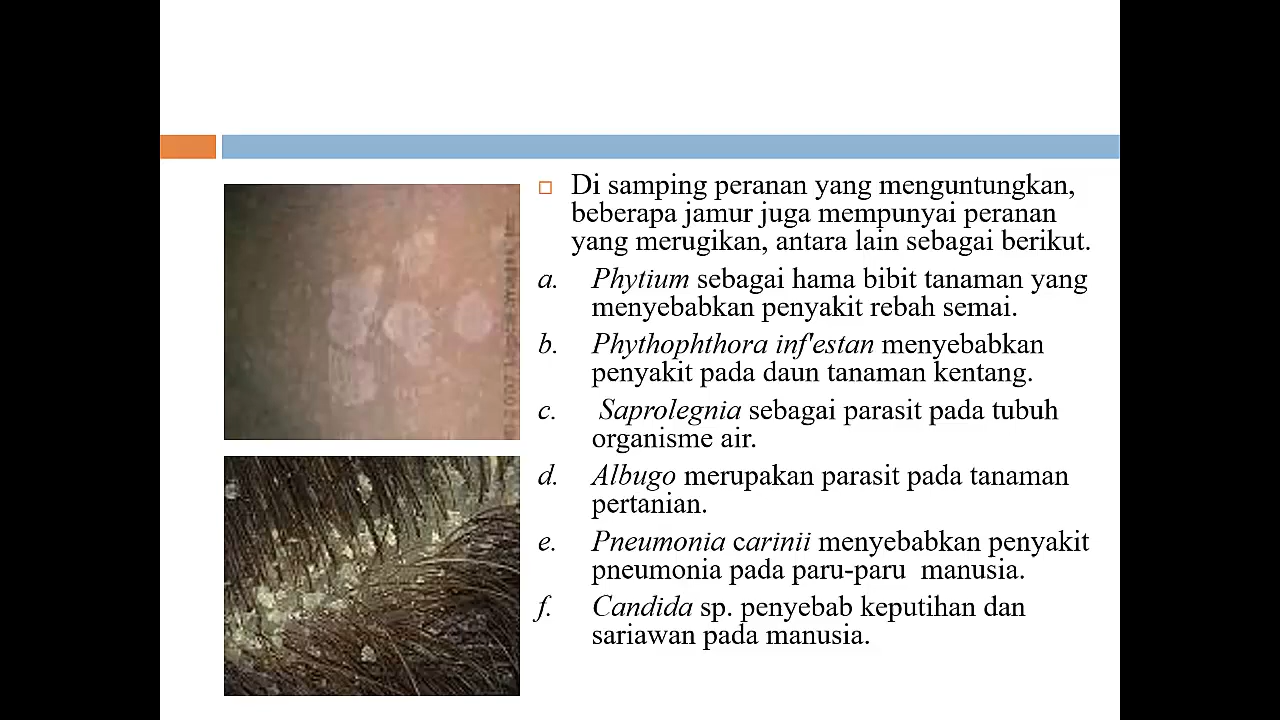 Di samping peranan yang menguntungkan,
beberapa jamur juga mempunyai peranan
yang merugikan, antara lain sebagai berikut.
a. Phytium sebagai hama bibit tanaman yang
menyebabkan penyakit rebah semai.
b. Phythophthora inf'estan menyebabkan
penyakit pada daun tanaman kentang.
c. Saprolegnia sebagai parasit pada tubuh
organisme air.
d. Albugo merupakan parasit pada tanaman
pertanian.
e. Pneumonia carinii menyebabkan penyakit
pneumonia pada paru-paru manusia.
f. Candida sp. penyebab keputihan dan
sariawan pada manusia.
© 2007